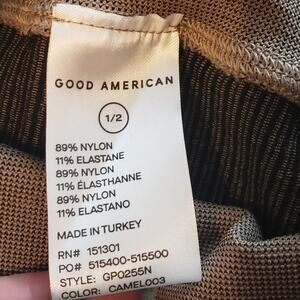 GOOD AMERICAN
1/2
89% NYLON
11% ELASTANE
89% NYLON
11% ÉLASTHANNE
89% NYLON
11% ELASTANO
MADE IN TURKEY
RN# 151301
PO# 515400-515500
STYLE: GP0255N
COLOR: CAMEL003